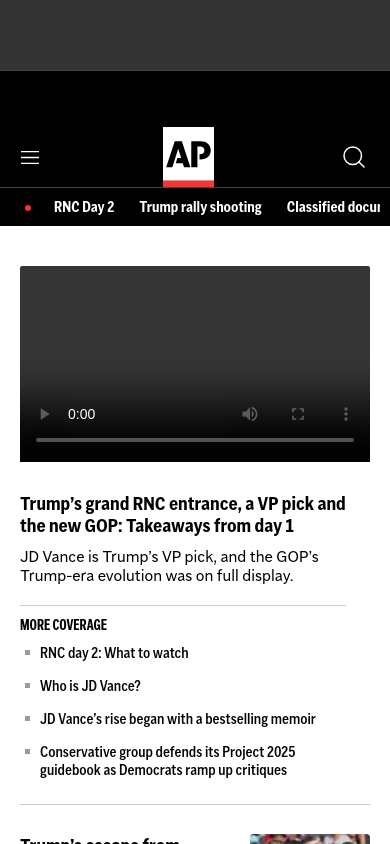 AP
RNC Day 2 Trump rally shooting Classified docu
0:00
Trump's grand RNC entrance, a VP pick and
the new GOP: Takeaways from day 1
JD Vance is Trump's VP pick, and the GOP's
Trump-era evolution was on full display.
MORE COVERAGE
RNC day 2: What to watch
Who is JD Vance?
JD Vance's rise began with a bestselling memoir
Conservative group defends its Project 2025
guidebook as Democrats ramp up critiques
Trump's escape from